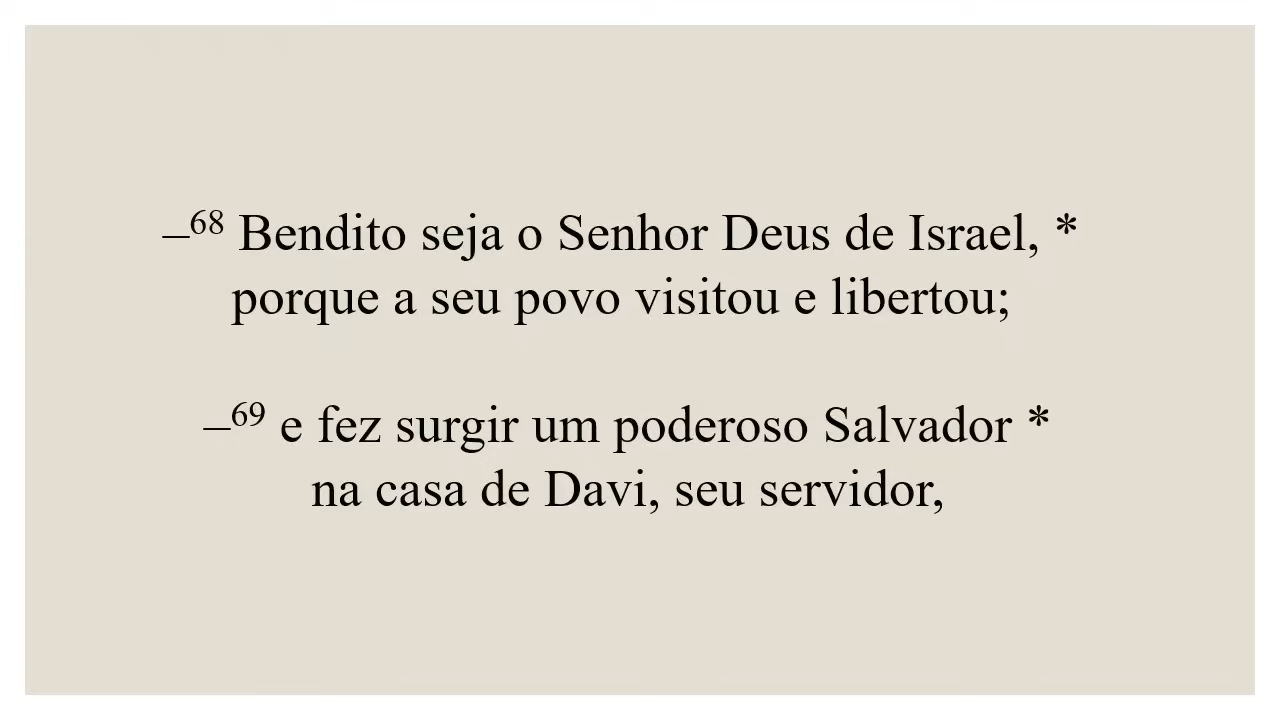 –⁶⁸ Bendito seja o Senhor Deus de Israel, *
porque a seu povo visitou e libertou;
–⁶⁹ e fez surgir um poderoso Salvador *
na casa de Davi, seu servidor,